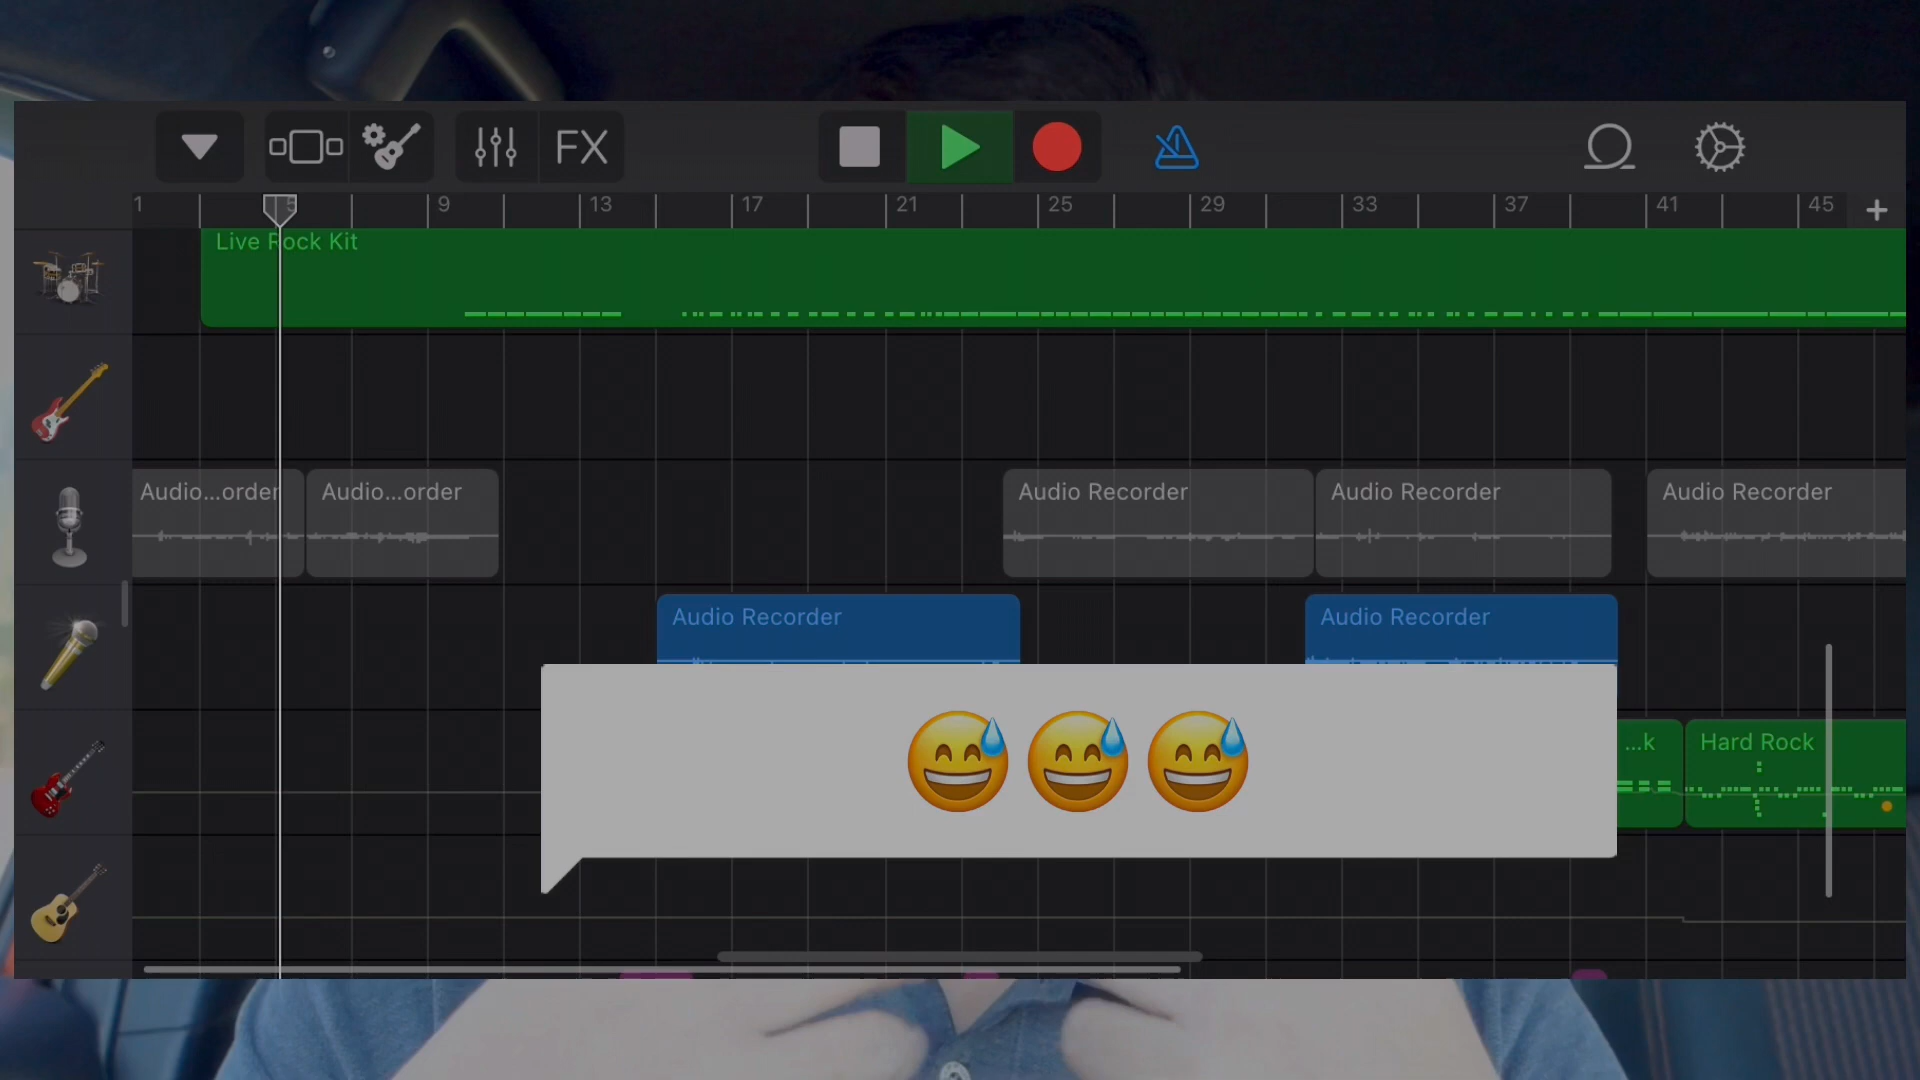 FX
1 5 9 13 17 21 25 29 33 37 41 45 +
Live Rock Kit
Audio...order Audio...order Audio Recorder Audio Recorder Audio Recorder
Audio Recorder Audio Recorder
😅😅😅
...k Hard Rock